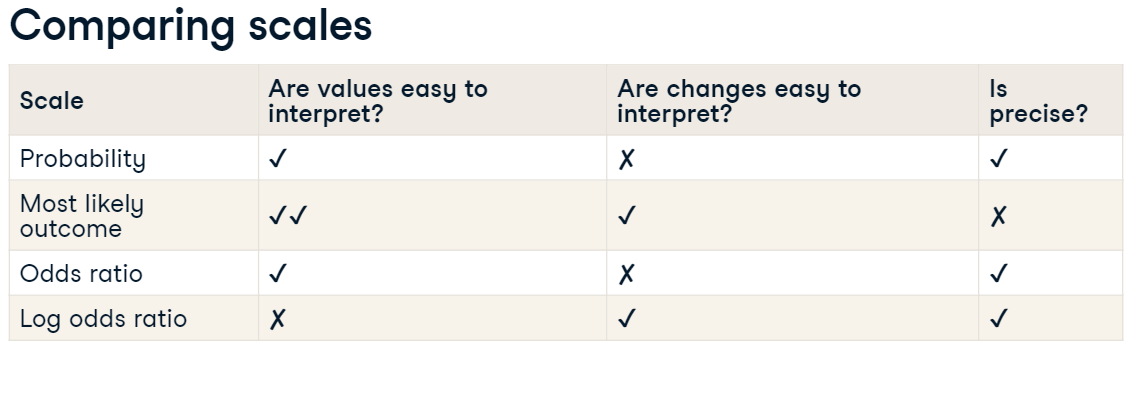 Comparing scales
Scale
Are values easy to
interpret?
Are changes easy to
interpret?
Is
precise?
Probability ✓ ✗ ✓
Most likely
outcome
✓✓ ✓ ✗
Odds ratio ✓ ✗ ✓
Log odds ratio ✗ ✓ ✓